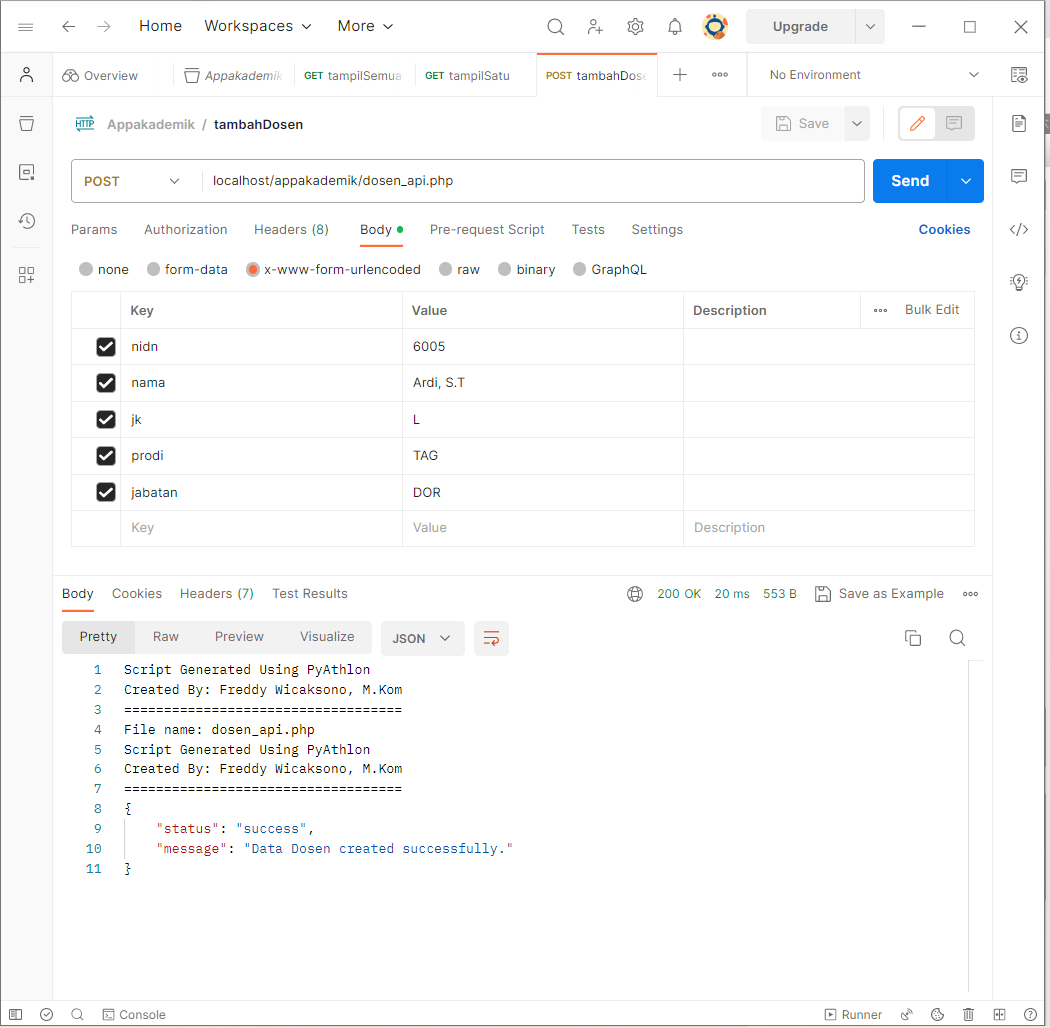 Home Workspaces More Upgrade
Overview Appakademik GET tampilSemua GET tampilSatu POST tambahDose No Environment
HTTP Appakademik / tambahDosen Save
POST localhost/appakademik/dosen_api.php Send
Params Authorization Headers (8) Body Pre-request Script Tests Settings Cookies
none form-data x-www-form-urlencoded raw binary GraphQL
Key Value Description Bulk Edit
nidn 6005
nama Ardi, S.T
jk L
prodi TAG
jabatan DOR
Key Value Description
Body Cookies Headers (7) Test Results 200 OK 20 ms 553 B Save as Example
Pretty Raw Preview Visualize JSON
1 Script Generated Using PyAthlon
2 Created By: Freddy Wicaksono, M.Kom
3 ===================================
4 File name: dosen_api.php
5 Script Generated Using PyAthlon
6 Created By: Freddy Wicaksono, M.Kom
7 ===================================
8 {
9 "status": "success",
10 "message": "Data Dosen created successfully."
11 }
Console Runner